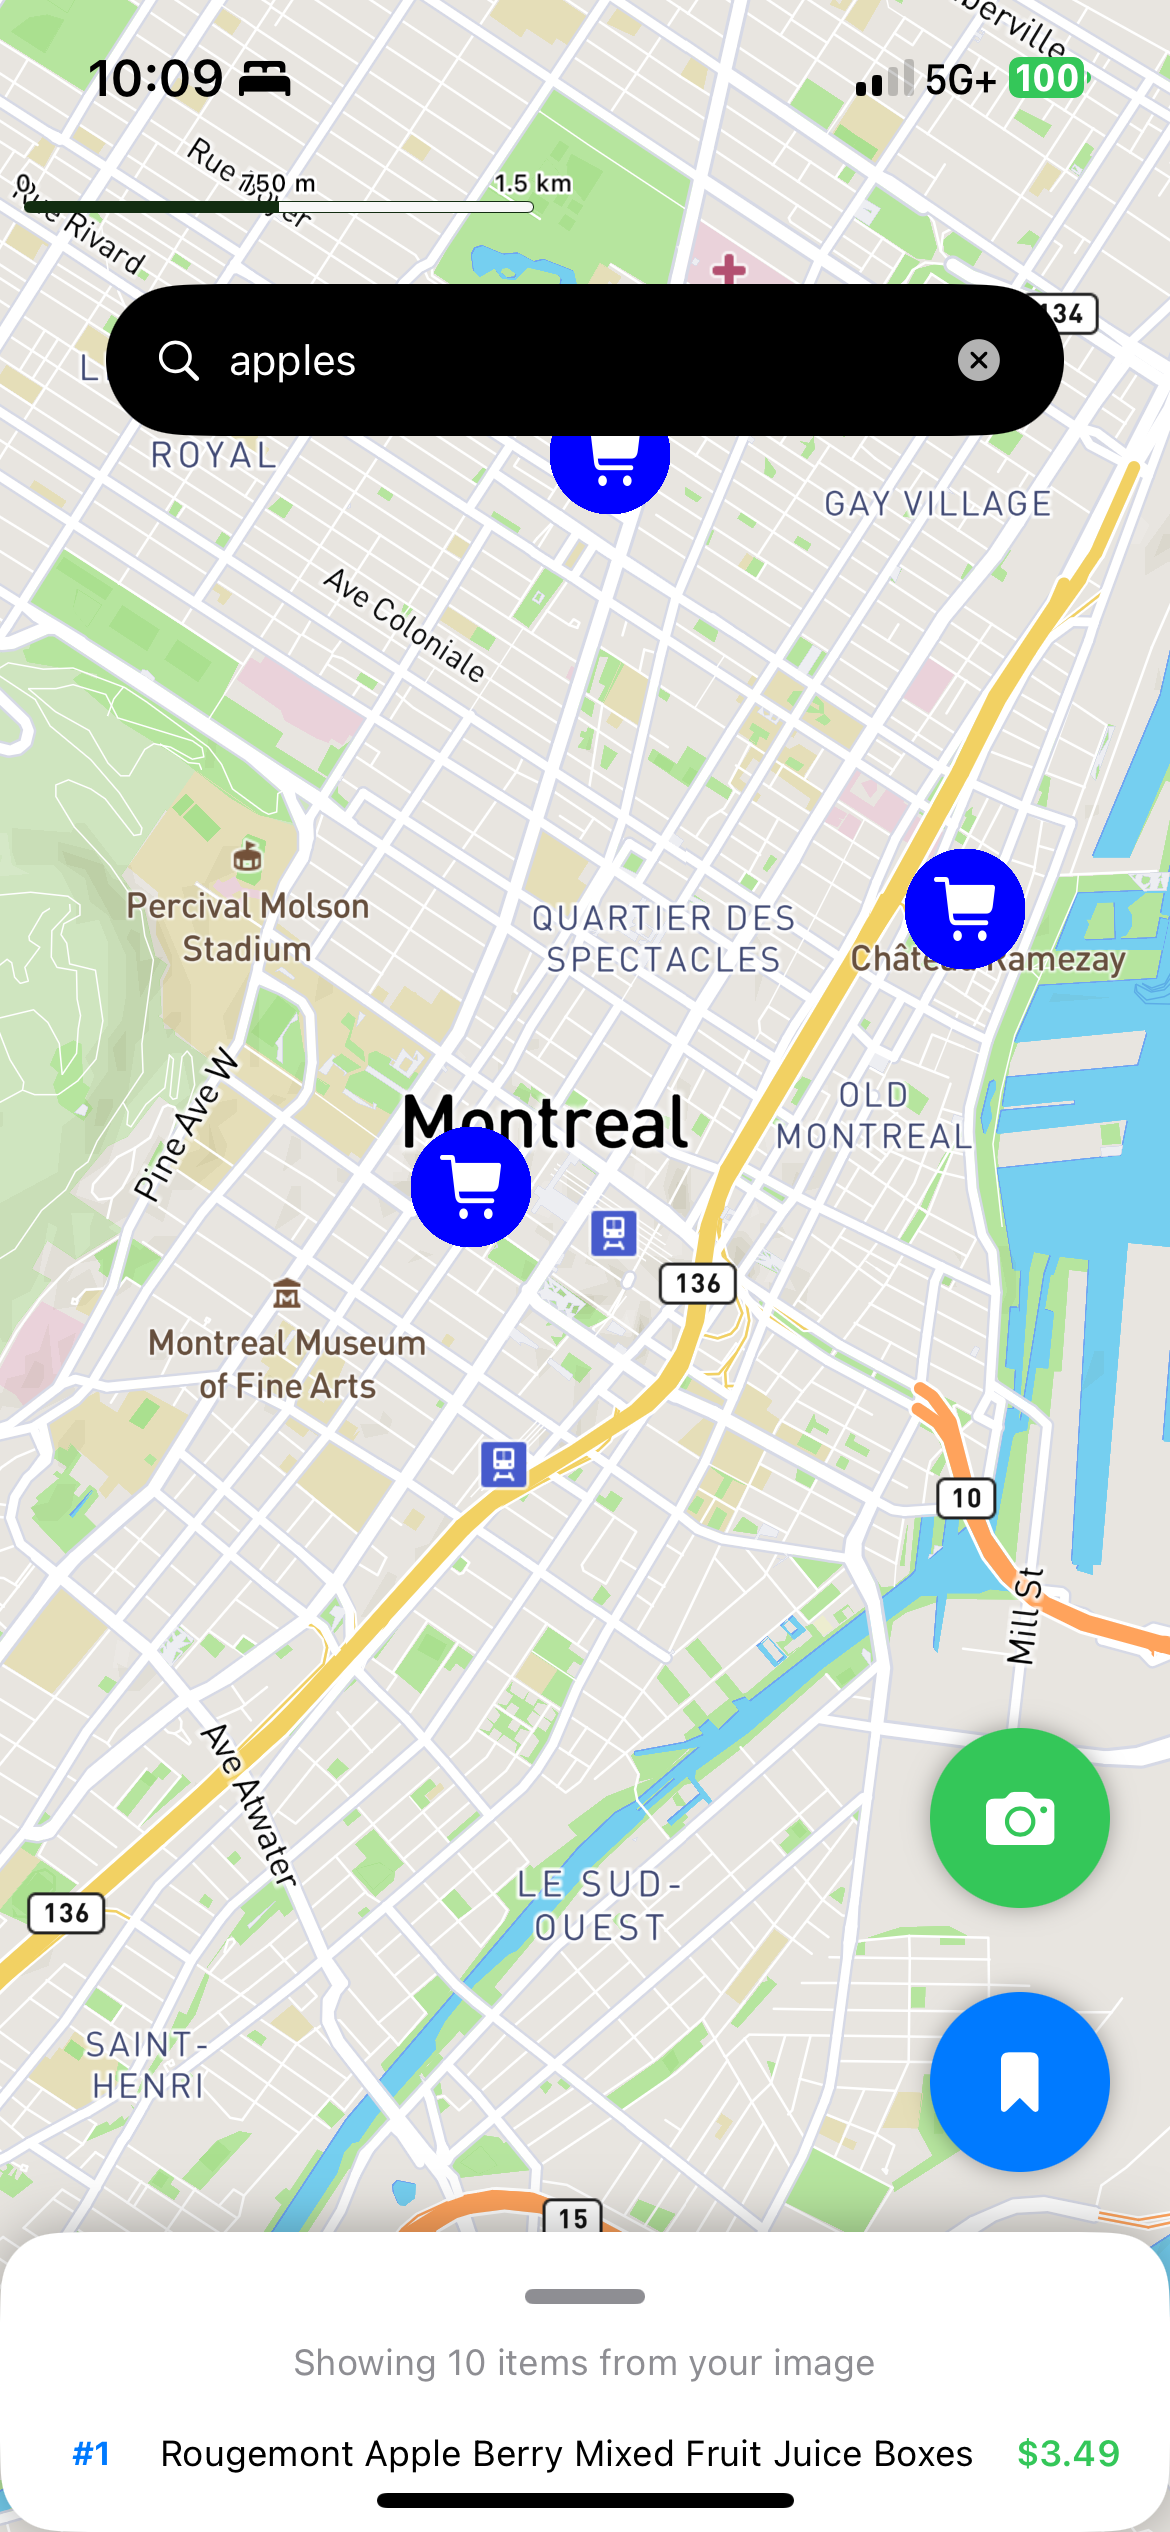 berville
10:09
5G+
100
Rue
0
750 m
1.5 km
Rue Rivard
134
apples
L
ROYAL
GAY VILLAGE
Ave Coloniale
Percival Molson
Stadium
QUARTIER DES
SPECTACLES
Château Ramezay
Pine Ave W
OLD
MONTREAL
Montreal
136
Montreal Museum
of Fine Arts
10
Mill St
Ave Atwater
LE SUD-
OUEST
136
SAINT-
HENRI
15
Showing 10 items from your image
#1 Rougemont Apple Berry Mixed Fruit Juice Boxes $3.49